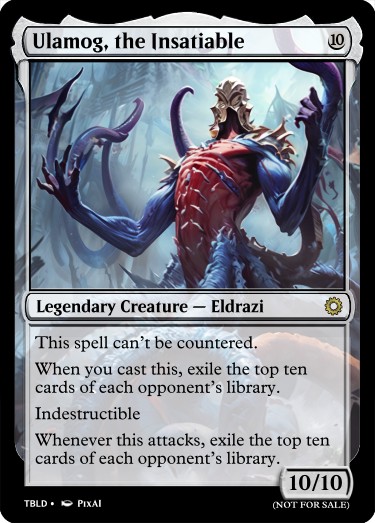 Ulamog, the Insatiable 10
Legendary Creature — Eldrazi
This spell can't be countered.
When you cast this, exile the top ten
cards of each opponent's library.
Indestructible
Whenever this attacks, exile the top ten
cards of each opponent's library.
10/10
TBLD • PixAI
(NOT FOR SALE)